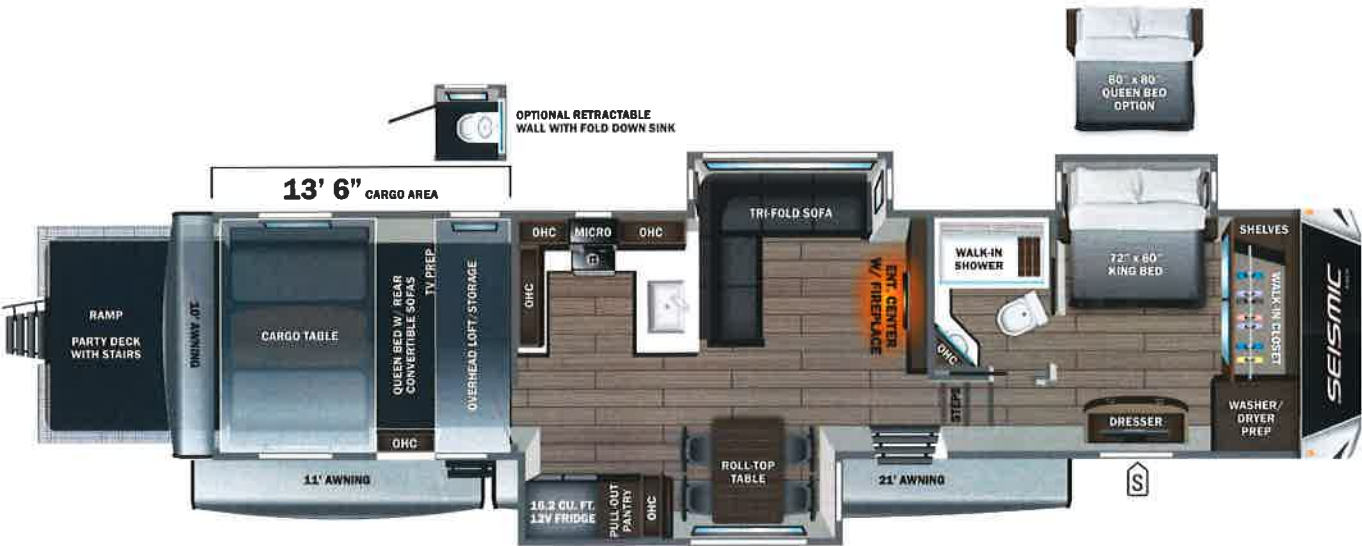 60" x 80"
QUEEN BED
OPTION
OPTIONAL RETRACTABLE
WALL WITH FOLD DOWN SINK
13' 6" CARGO AREA
RAMP
PARTY DECK
WITH STAIRS
10' AWNING
CARGO TABLE
QUEEN BED W/ REAR
CONVERTIBLE SOFAS
TV PREP
OVERHEAD LOFT/STORAGE
OHC
OHC
MICRO
OHC
OHC
TRI-FOLD SOFA
ENT. CENTER
W/ FIREPLACE
WALK-IN
SHOWER
OHC
STEPS
72" x 80"
KING BED
SHELVES
WALK-IN CLOSET
DRESSER
WASHER/
DRYER
PREP
SEISMIC
11' AWNING
16.2 CU. FT.
12V FRIDGE
PULL-OUT
PANTRY
OHC
ROLL-TOP
TABLE
21' AWNING
S